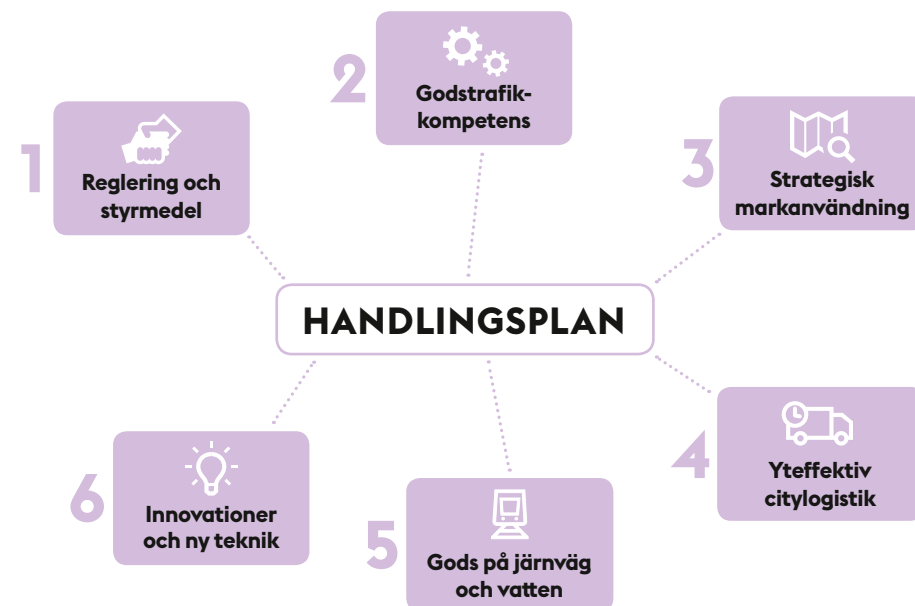 1
Reglering och
styrmedel
2
Godstrafik-
kompetens
3
Strategisk
markanvändning
HANDLINGSPLAN
4
Yteffektiv
citylogistik
5
Gods på järnväg
och vatten
6
Innovationer
och ny teknik